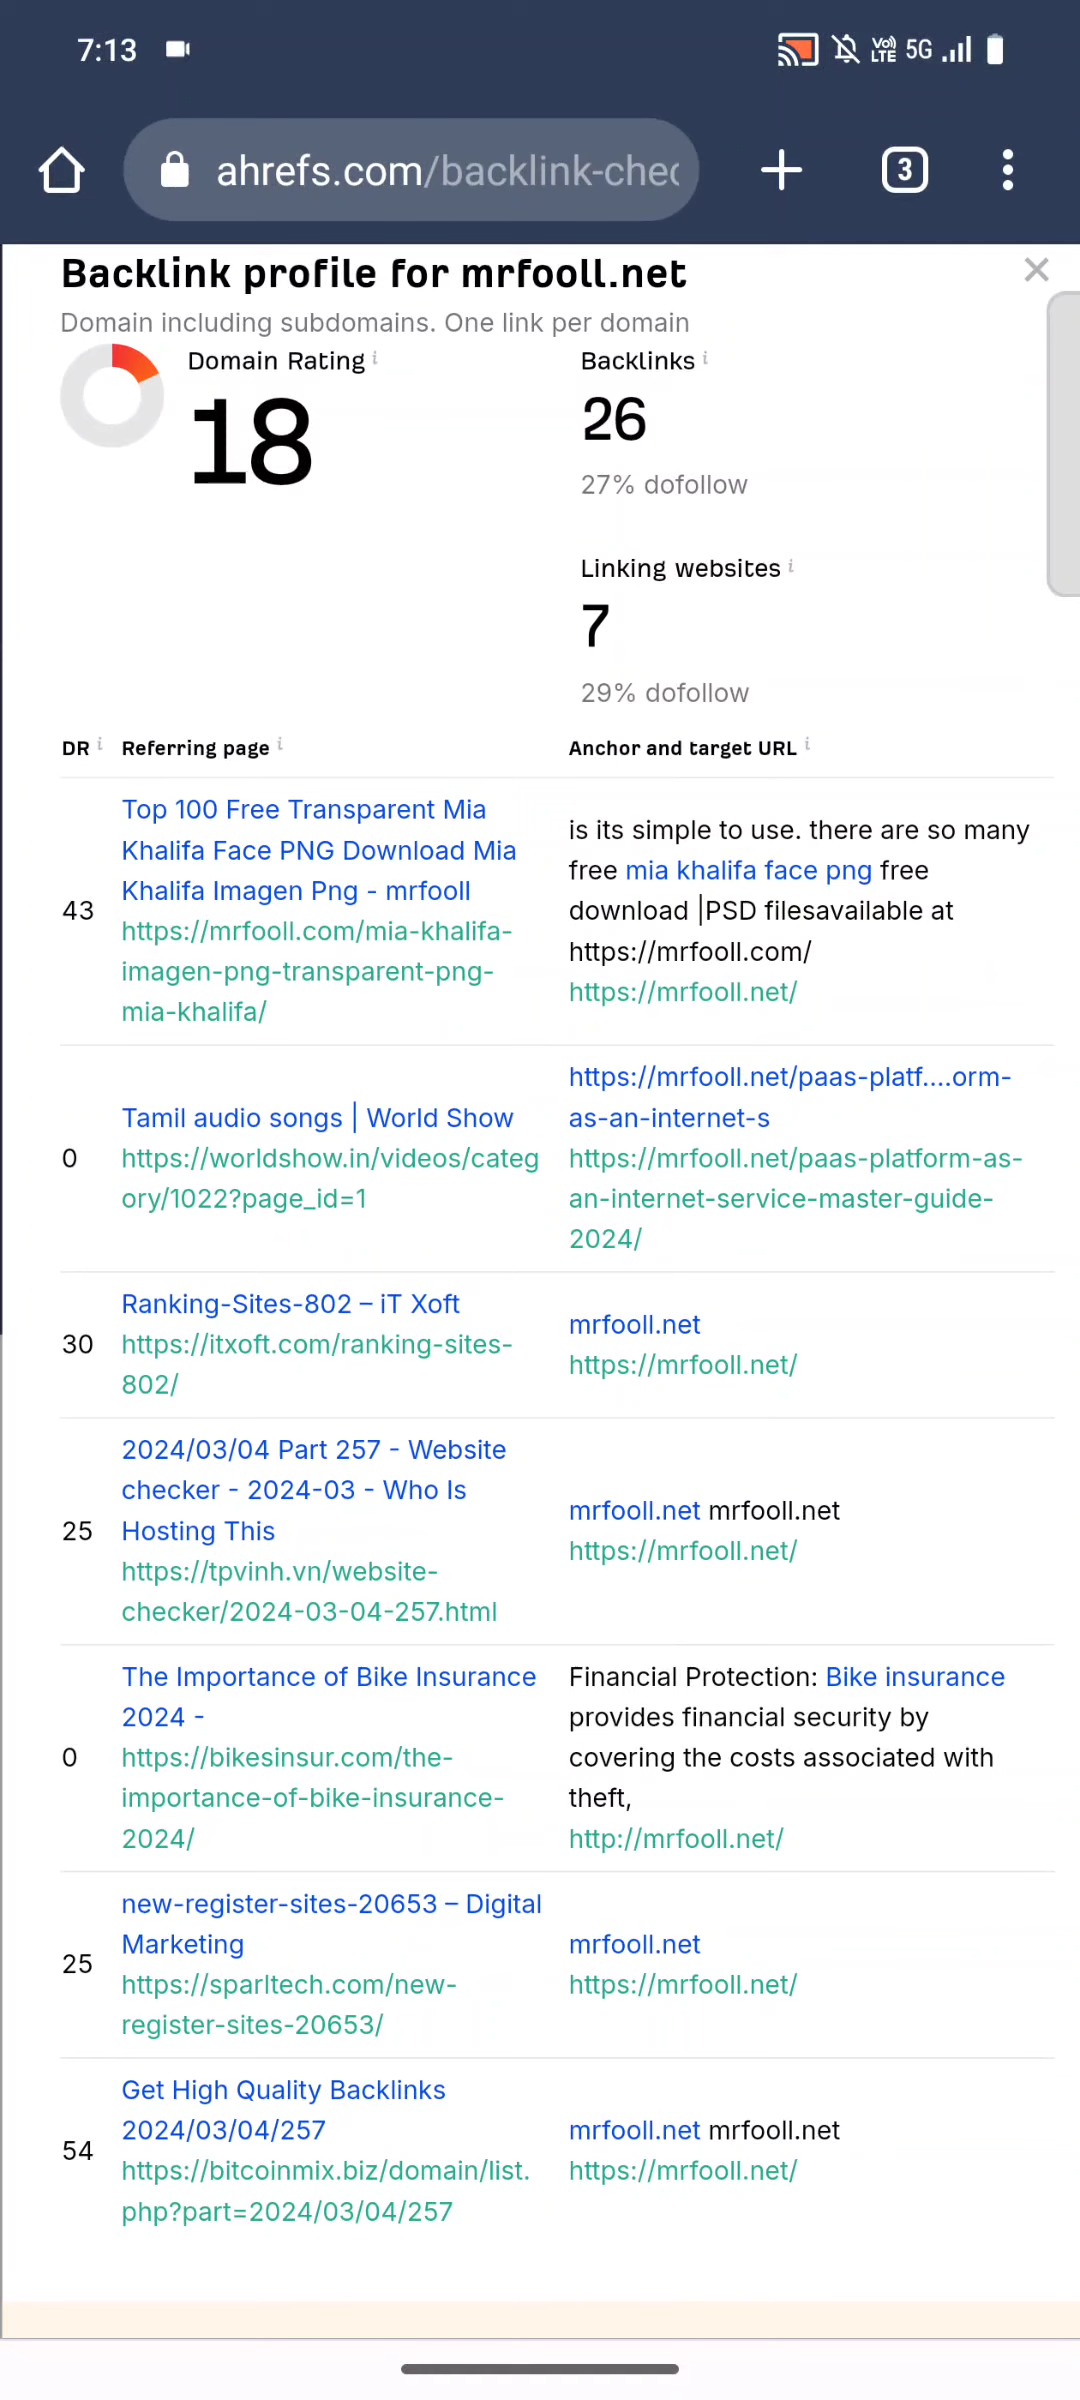 7:13
Vo)
LTE
5G
ahrefs.com/backlink-chec
3
Backlink profile for mrfooll.net
Domain including subdomains. One link per domain
Domain Rating i
18
Backlinks i
26
27% dofollow
Linking websites i
7
29% dofollow
DR i Referring page i Anchor and target URL i
43
Top 100 Free Transparent Mia
Khalifa Face PNG Download Mia
Khalifa Imagen Png - mrfooll
https://mrfooll.com/mia-khalifa-
imagen-png-transparent-png-
mia-khalifa/
is its simple to use. there are so many
free mia khalifa face png free
download |PSD filesavailable at
https://mrfooll.com/
https://mrfooll.net/
0
Tamil audio songs | World Show
https://worldshow.in/videos/categ
ory/1022?page_id=1
https://mrfooll.net/paas-platf....orm-
as-an-internet-s
https://mrfooll.net/paas-platform-as-
an-internet-service-master-guide-
2024/
30
Ranking-Sites-802 – iT Xoft
https://itxoft.com/ranking-sites-
802/
mrfooll.net
https://mrfooll.net/
25
2024/03/04 Part 257 - Website
checker - 2024-03 - Who Is
Hosting This
https://tpvinh.vn/website-
checker/2024-03-04-257.html
mrfooll.net mrfooll.net
https://mrfooll.net/
0
The Importance of Bike Insurance
2024 -
https://bikesinsur.com/the-
importance-of-bike-insurance-
2024/
Financial Protection: Bike insurance
provides financial security by
covering the costs associated with
theft,
http://mrfooll.net/
25
new-register-sites-20653 – Digital
Marketing
https://sparltech.com/new-
register-sites-20653/
mrfooll.net
https://mrfooll.net/
54
Get High Quality Backlinks
2024/03/04/257
https://bitcoinmix.biz/domain/list.
php?part=2024/03/04/257
mrfooll.net mrfooll.net
https://mrfooll.net/